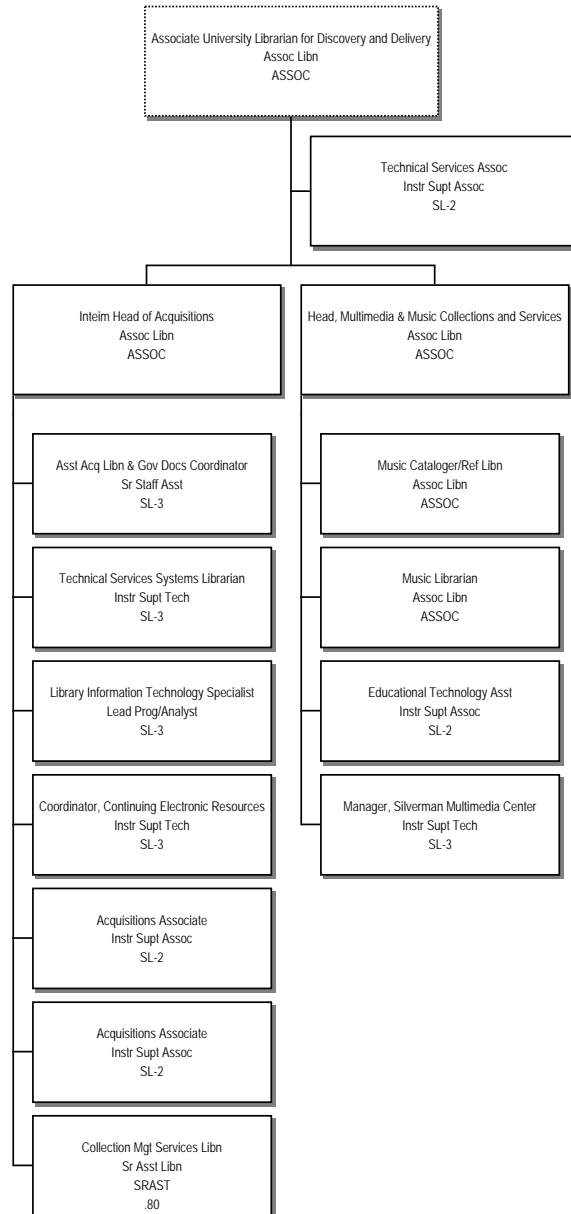 Associate University Librarian for Discovery and Delivery
Assoc Libn
ASSOC
Technical Services Assoc
Instr Supt Assoc
SL-2
Inteim Head of Acquisitions
Assoc Libn
ASSOC
Head, Multimedia & Music Collections and Services
Assoc Libn
ASSOC
Asst Acq Libn & Gov Docs Coordinator
Sr Staff Asst
SL-3
Technical Services Systems Librarian
Instr Supt Tech
SL-3
Library Information Technology Specialist
Lead Prog/Analyst
SL-3
Coordinator, Continuing Electronic Resources
Instr Supt Tech
SL-3
Acquisitions Associate
Instr Supt Assoc
SL-2
Acquisitions Associate
Instr Supt Assoc
SL-2
Collection Mgt Services Libn
Sr Asst Libn
SRAST
.80
Music Cataloger/Ref Libn
Assoc Libn
ASSOC
Music Librarian
Assoc Libn
ASSOC
Educational Technology Asst
Instr Supt Assoc
SL-2
Manager, Silverman Multimedia Center
Instr Supt Tech
SL-3